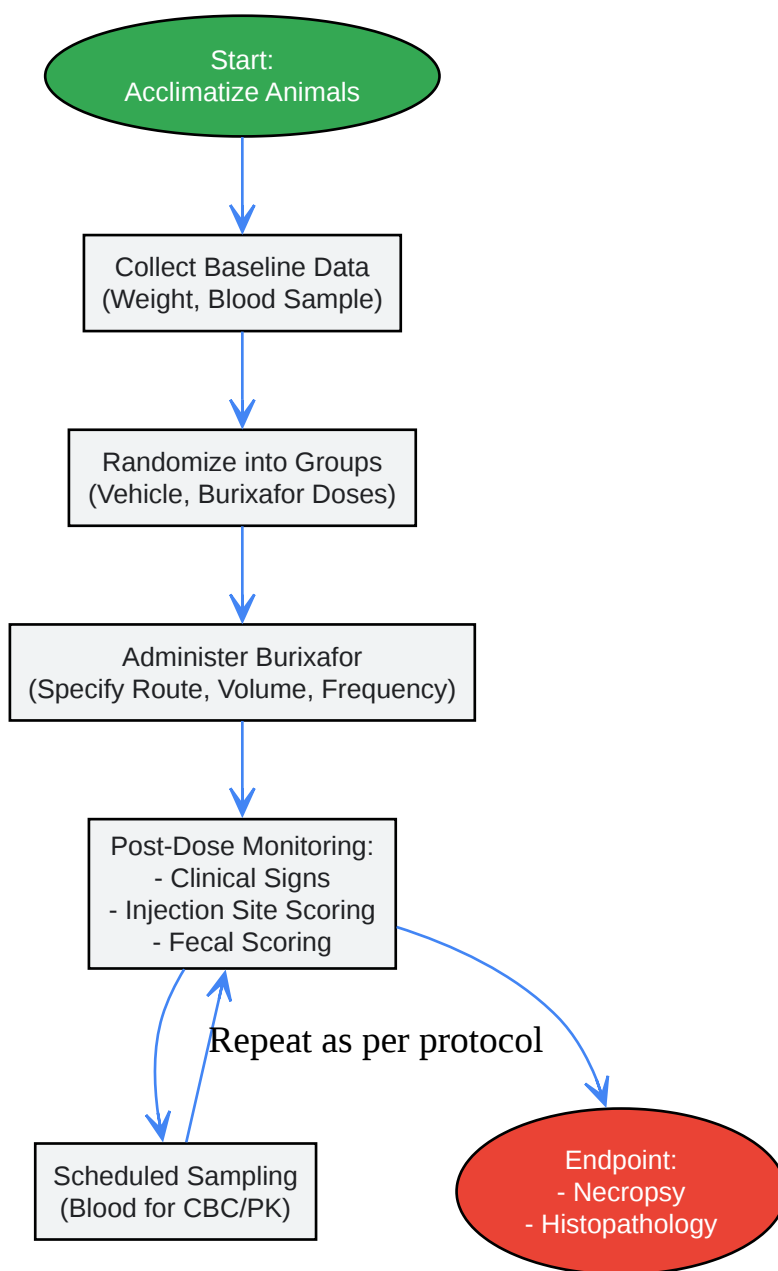 Start:
Acclimatize Animals
Collect Baseline Data
(Weight, Blood Sample)
Randomize into Groups
(Vehicle, Burixafor Doses)
Administer Burixafor
(Specify Route, Volume, Frequency)
Post-Dose Monitoring:
- Clinical Signs
- Injection Site Scoring
- Fecal Scoring
Repeat as per protocol
Scheduled Sampling
(Blood for CBC/PK)
Endpoint:
- Necropsy
- Histopathology